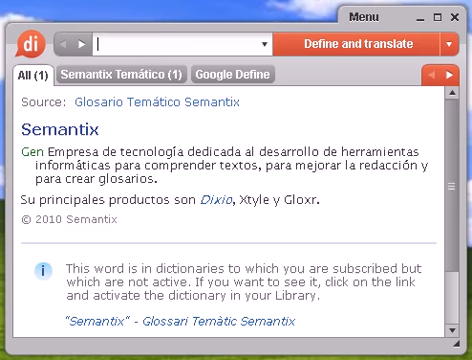 Menu
di
Define and translate
All (1) Semantix Temático (1) Google Define
Source: Glosario Temático Semantix
Semantix
Gen Empresa de tecnología dedicada al desarrollo de herramientas
informáticas para comprender textos, para mejorar la redacción y
para crear glosarios.
Su principales productos son Dixio, Xtyle y Gloxr.
© 2010 Semantix
i
This word is in dictionaries to which you are subscribed but
which are not active. If you want to see it, click on the link
and activate the dictionary in your Library.
"Semantix" - Glossari Temàtic Semantix